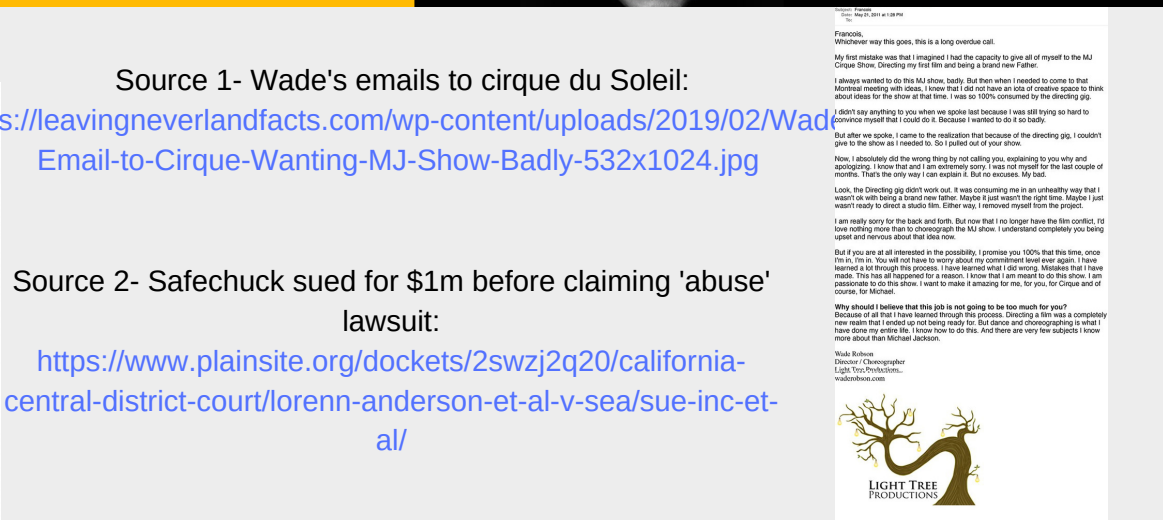 Source 1- Wade's emails to cirque du Soleil:
s://leavingneverlandfacts.com/wp-content/uploads/2019/02/Wade
Email-to-Cirque-Wanting-MJ-Show-Badly-532x1024.jpg
Source 2- Safechuck sued for $1m before claiming 'abuse'
lawsuit:
https://www.plainsite.org/dockets/2swzj2q20/california-
central-district-court/lorenn-anderson-et-al-v-sea/sue-inc-et-
al/
Subject: Francois
Date: May 21, 2011 at 1:28 PM
To:
Francois,
Whichever way this goes, this is a long overdue call.
My first mistake was that I imagined I had the capacity to give all of myself to the MJ
Cirque Show, Directing my first film and being a brand new Father.
I always wanted to do this MJ show, badly. But then when I needed to come to that
Montreal meeting with ideas, I knew that I did not have an iota of creative space to think
about ideas for the show at that time. I was so 100% consumed by the directing gig.
I didn't say anything to you when we spoke last because I was still trying so hard to
convince myself that I could do it. Because I wanted to do it so badly.
But after we spoke, I came to the realization that because of the directing gig, I couldn't
give to the show as I needed to. So I pulled out of your show.
Now, I absolutely did the wrong thing by not calling you, explaining to you why and
apologizing. I know that and I am extremely sorry. I was not myself for the last couple of
months. That's the only way I can explain it. But no excuses. My bad.
Look, the Directing gig didn't work out. It was consuming me in an unhealthy way that I
wasn't ok with being a brand new father. Maybe it just wasn't the right time. Maybe I just
wasn't ready to direct a studio film. Either way, I removed myself from the project.
I am really sorry for the back and forth. But now that I no longer have the film conflict, I'd
love nothing more than to choreograph the MJ show. I understand completely you being
upset and nervous about that idea now.
But if you are at all interested in the possibility, I promise you 100% that this time, once
I'm in, I'm in. You will not have to worry about my commitment level ever again. I have
learned a lot through this process. I have learned what I did wrong. Mistakes that I have
made. This has all happened for a reason. I know that I am meant to do this show. I am
passionate to do this show. I want to make it amazing for me, for you, for Cirque and of
course, for Michael.
Why should I believe that this job is not going to be too much for you?
Because of all that I have learned through this process. Directing a film was a completely
new realm that I ended up not being ready for. But dance and choreographing is what I
have done my entire life. I know how to do this. And there are very few subjects I know
more about than Michael Jackson.
Wade Robson
Director / Choreographer
Light Tree Productions
waderobson.com
LIGHT TREE
PRODUCTIONS